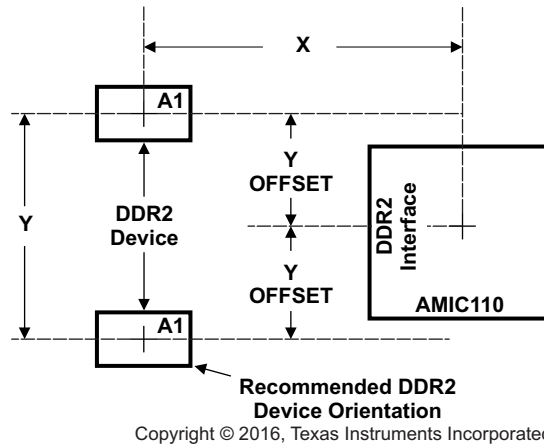 X
A1
Y
OFFSET
DDR2
Device
Y
DDR2
Interface
Y
OFFSET
AMIC110
A1
Recommended DDR2
Device Orientation
Copyright © 2016, Texas Instruments Incorporated